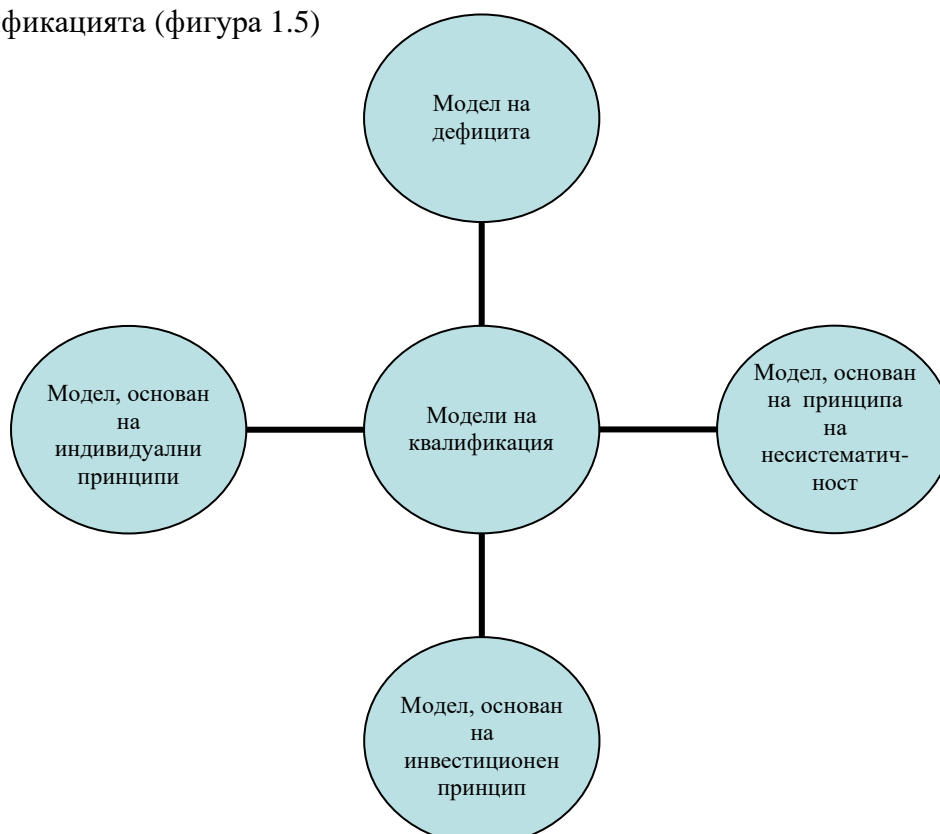 фикацията (фигура 1.5)
Модел на
дефицита
Модел, основан
на
индивидуални
принципи
Модели на
квалификация
Модел, основан
на принципа
на
несистематич-
ност
Модел, основан
на
инвестиционен
принцип